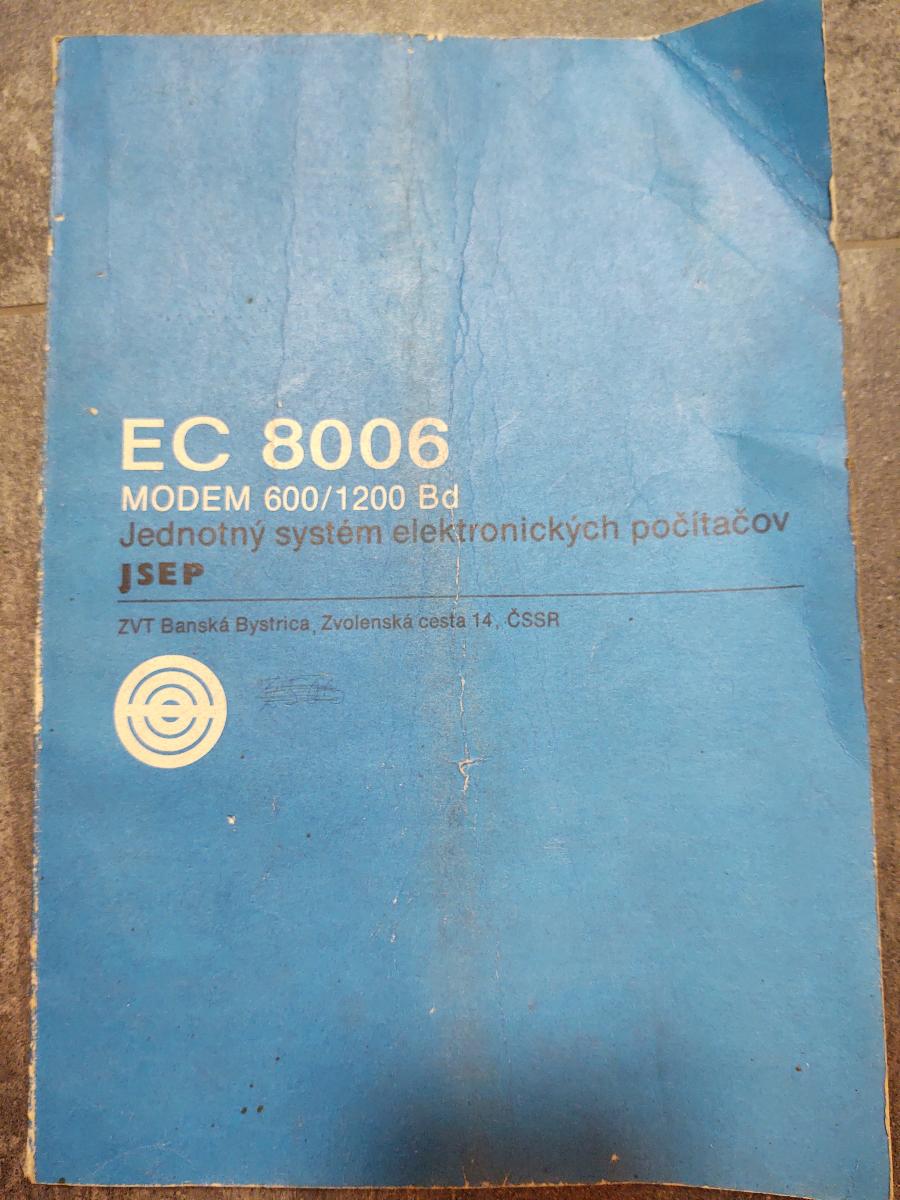 EC 8006
MODEM 600/1200 Bd
Jednotný systém elektronických počítačov
JSEP
ZVT Banská Bystrica, Zvolenská cesta 14, ČSSR